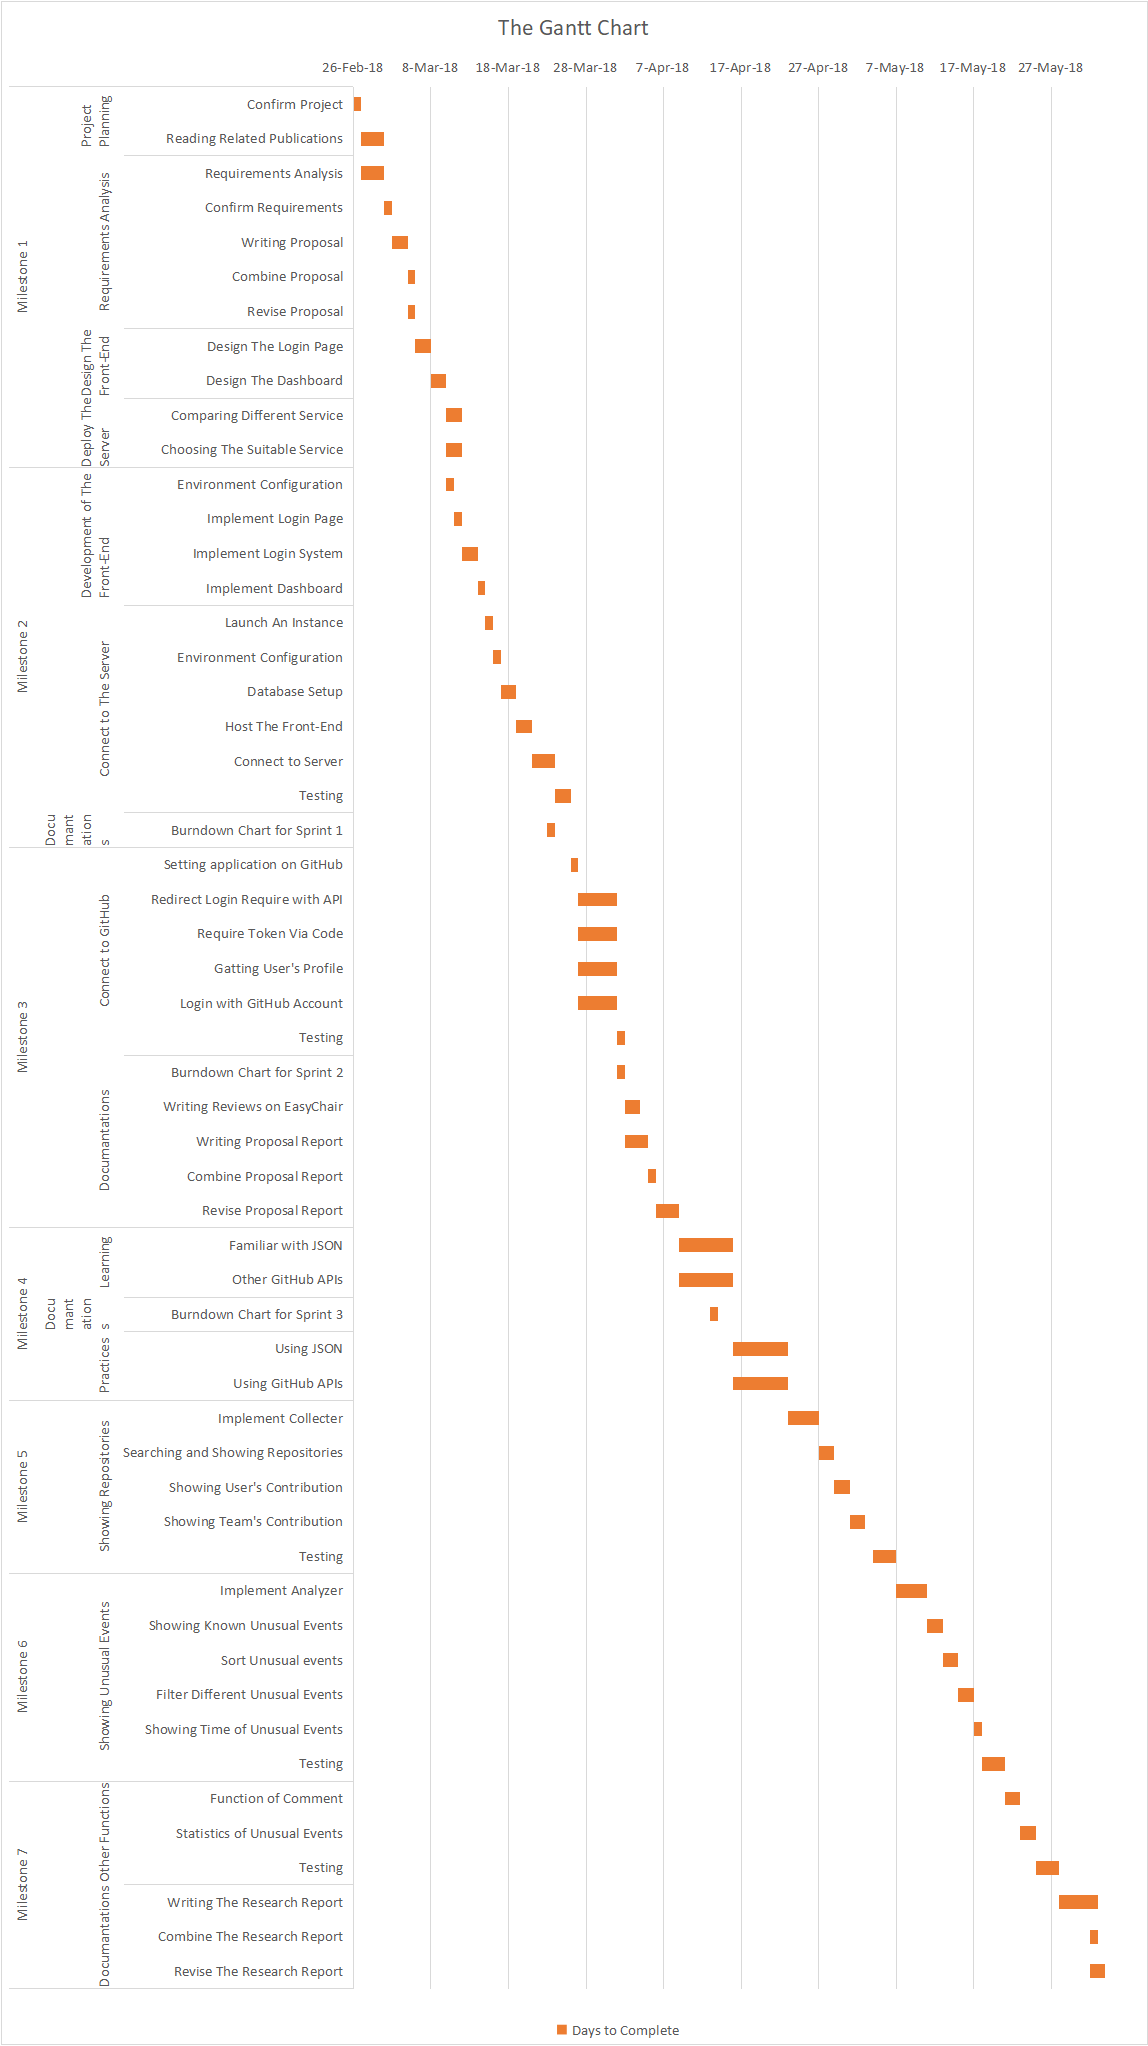 The Gantt Chart
26-Feb-18 8-Mar-18 18-Mar-18 28-Mar-18 7-Apr-18 17-Apr-18 27-Apr-18 7-May-18 17-May-18 27-May-18
Milestone 1
Project
Planning
Confirm Project
Reading Related Publications
Requirements Analysis
Requirements Analysis
Confirm Requirements
Writing Proposal
Combine Proposal
Revise Proposal
Design The
Front-End
Design The Login Page
Design The Dashboard
Deploy The
Server
Comparing Different Service
Choosing The Suitable Service
Milestone 2
Development of The
Front-End
Environment Configuration
Implement Login Page
Implement Login System
Implement Dashboard
Connect to The Server
Launch An Instance
Environment Configuration
Database Setup
Host The Front-End
Connect to Server
Testing
Docu
mant
ation
s
Burndown Chart for Sprint 1
Milestone 3
Connect to GitHub
Setting application on GitHub
Redirect Login Require with API
Require Token Via Code
Gatting User's Profile
Login with GitHub Account
Testing
Documantations
Burndown Chart for Sprint 2
Writing Reviews on EasyChair
Writing Proposal Report
Combine Proposal Report
Revise Proposal Report
Milestone 4
Learning
Familiar with JSON
Other GitHub APIs
Docu
mant
ation
s
Burndown Chart for Sprint 3
Practices
Using JSON
Using GitHub APIs
Milestone 5
Showing Repositories
Implement Collecter
Searching and Showing Repositories
Showing User's Contribution
Showing Team's Contribution
Testing
Milestone 6
Showing Unusual Events
Implement Analyzer
Showing Known Unusual Events
Sort Unusual events
Filter Different Unusual Events
Showing Time of Unusual Events
Testing
Milestone 7
Other Functions
Function of Comment
Statistics of Unusual Events
Testing
Documantations
Writing The Research Report
Combine The Research Report
Revise The Research Report
Days to Complete